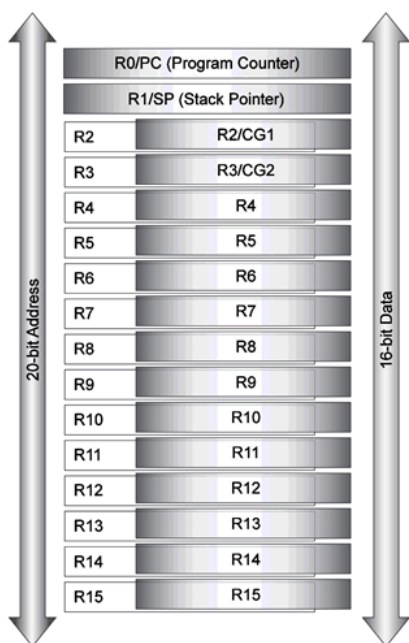 R0/PC (Program Counter)
R1/SP (Stack Pointer)
R2 R2/CG1
R3 R3/CG2
R4 R4
R5 R5
R6 R6
R7 R7
R8 R8
R9 R9
R10 R10
R11 R11
R12 R12
R13 R13
R14 R14
R15 R15
20-bit Address
16-bit Data